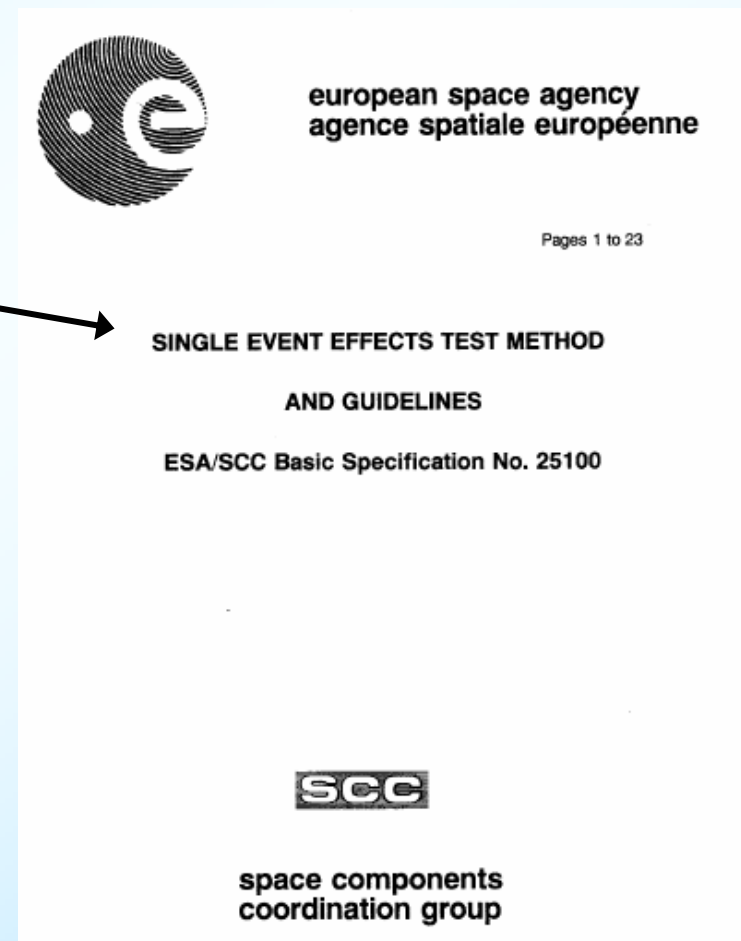 e
european space agency
agence spatiale européenne
Pages 1 to 23
SINGLE EVENT EFFECTS TEST METHOD
AND GUIDELINES
ESA/SCC Basic Specification No. 25100
SCC
space components
coordination group